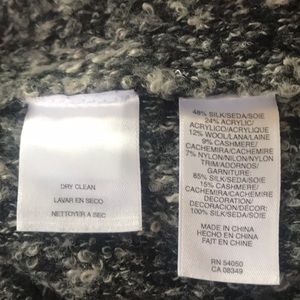 DRY CLEAN
LAVAR EN SECO
NETTOYER A SEC
48% SILK/SEDA/SOIE
24% ACRYLIC/
ACRILICO/ACRYLIQUE
12% WOOL/LANA/LAINE
9% CASHMERE/
CACHEMIRA/CACHEMIRE
7% NYLON/NILON/NYLON
TRIM/ADORNOS/
GARNITURE:
85% SILK/SEDA/SOIE
15% CASHMERE/
CACHEMIRA/CACHEMIRE
DECORATION/
DECORACION/DÉCOR:
100% SILK/SEDA/SOIE
MADE IN CHINA
HECHO EN CHINA
FAIT EN CHINE
RN 54050
CA 08349